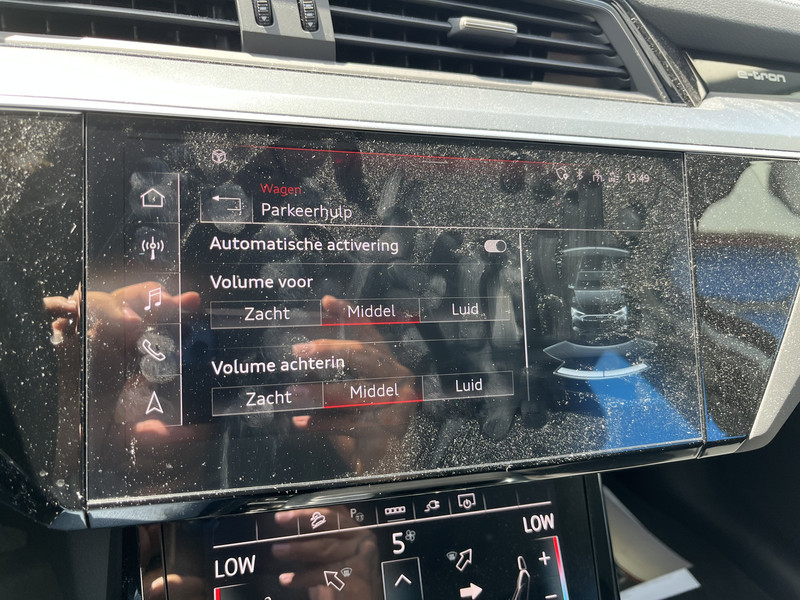 e-tron
13:49
Wagen
Parkeerhulp
Automatische activering
Volume voor
Zacht Middel Luid
Volume achterin
Zacht Middel Luid
LOW 5 LOW